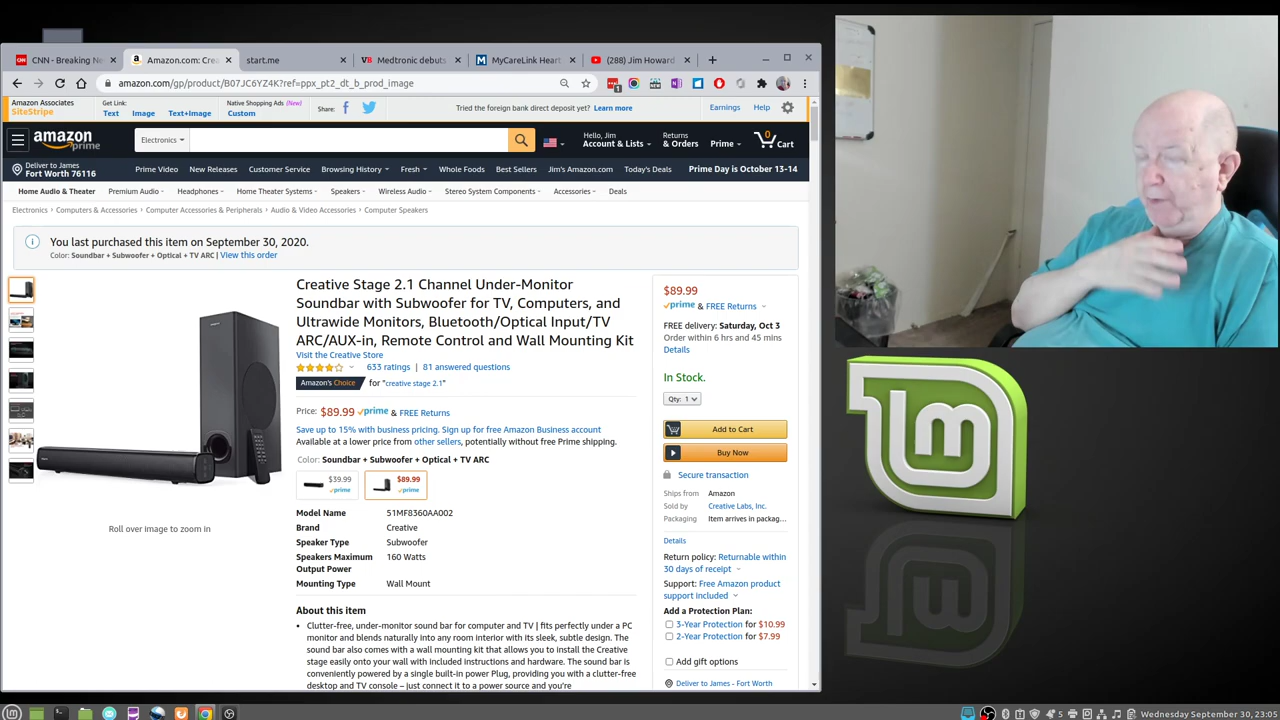 CNN - Breaking Ne
Amazon.com: Crea
start.me
Medtronic debuts
MyCareLink Heart
(288) Jim Howard
amazon.com/gp/product/B07JC6YZ4K?ref=ppx_pt2_dt_b_prod_image
Amazon Associates
SiteStripe
Get Link:
Text Image Text+Image
Native Shopping Ads (New)
Custom
Share:
Tried the foreign bank direct deposit yet? Learn more
Earnings Help
amazon prime
Electronics
Hello, Jim
Account & Lists
Returns
& Orders
Prime
0
Cart
Deliver to James
Fort Worth 76116
Prime Video New Releases Customer Service Browsing History Fresh Whole Foods Best Sellers Jim's Amazon.com Today's Deals Prime Day is October 13-14
Home Audio & Theater Premium Audio Headphones Home Theater Systems Speakers Wireless Audio Stereo System Components Accessories Deals
Electronics › Computers & Accessories › Computer Accessories & Peripherals › Audio & Video Accessories › Computer Speakers
You last purchased this item on September 30, 2020.
Color: Soundbar + Subwoofer + Optical + TV ARC | View this order
Creative Stage 2.1 Channel Under-Monitor
Soundbar with Subwoofer for TV, Computers, and
Ultrawide Monitors, Bluetooth/Optical Input/TV
ARC/AUX-in, Remote Control and Wall Mounting Kit
Visit the Creative Store
633 ratings | 81 answered questions
Amazon's Choice for "creative stage 2.1"
Price: $89.99 prime & FREE Returns
Save up to 15% with business pricing. Sign up for free Amazon Business account
Available at a lower price from other sellers, potentially without free Prime shipping.
Color: Soundbar + Subwoofer + Optical + TV ARC
$39.99
prime
$89.99
prime
Model Name 51MF8360AA002
Brand Creative
Speaker Type Subwoofer
Speakers Maximum 160 Watts
Output Power
Mounting Type Wall Mount
About this item
• Clutter-free, under-monitor sound bar for computer and TV | fits perfectly under a PC
monitor and blends naturally into any room interior with its sleek, subtle design. The
sound bar also comes with a wall mounting kit that allows you to install the Creative
stage easily onto your wall with included instructions and hardware. The sound bar is
conveniently powered by a single built-in power Plug, providing you with a clutter-free
desktop and TV console – just connect it to a power source and you're
Roll over image to zoom in
$89.99
prime & FREE Returns
FREE delivery: Saturday, Oct 3
Order within 6 hrs and 45 mins
Details
In Stock.
Qty: 1
Add to Cart
Buy Now
Secure transaction
Ships from Amazon
Sold by Creative Labs, Inc.
Packaging Item arrives in packag...
Details
Return policy: Returnable within
30 days of receipt
Support: Free Amazon product
support included
Add a Protection Plan:
3-Year Protection for $10.99
2-Year Protection for $7.99
Add gift options
Deliver to James - Fort Worth
5
Wednesday September 30, 23:05